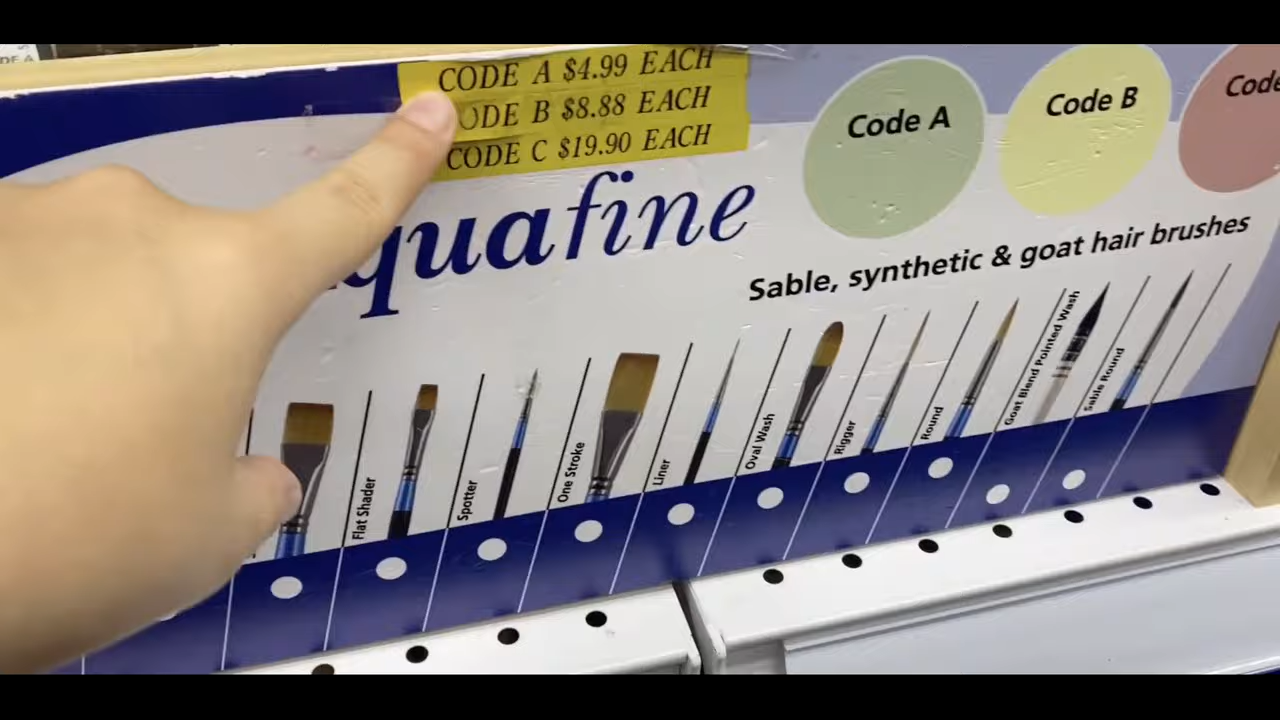 CODE A $4.99 EACH
CODE B $8.88 EACH
CODE C $19.90 EACH
Code A
Code B
Code
quafine
Sable, synthetic & goat hair brushes
Flat Shader
Spotter
One Stroke
Liner
Oval Wash
Rigger
Round
Goat Blend Pointed Wash
Sable Round